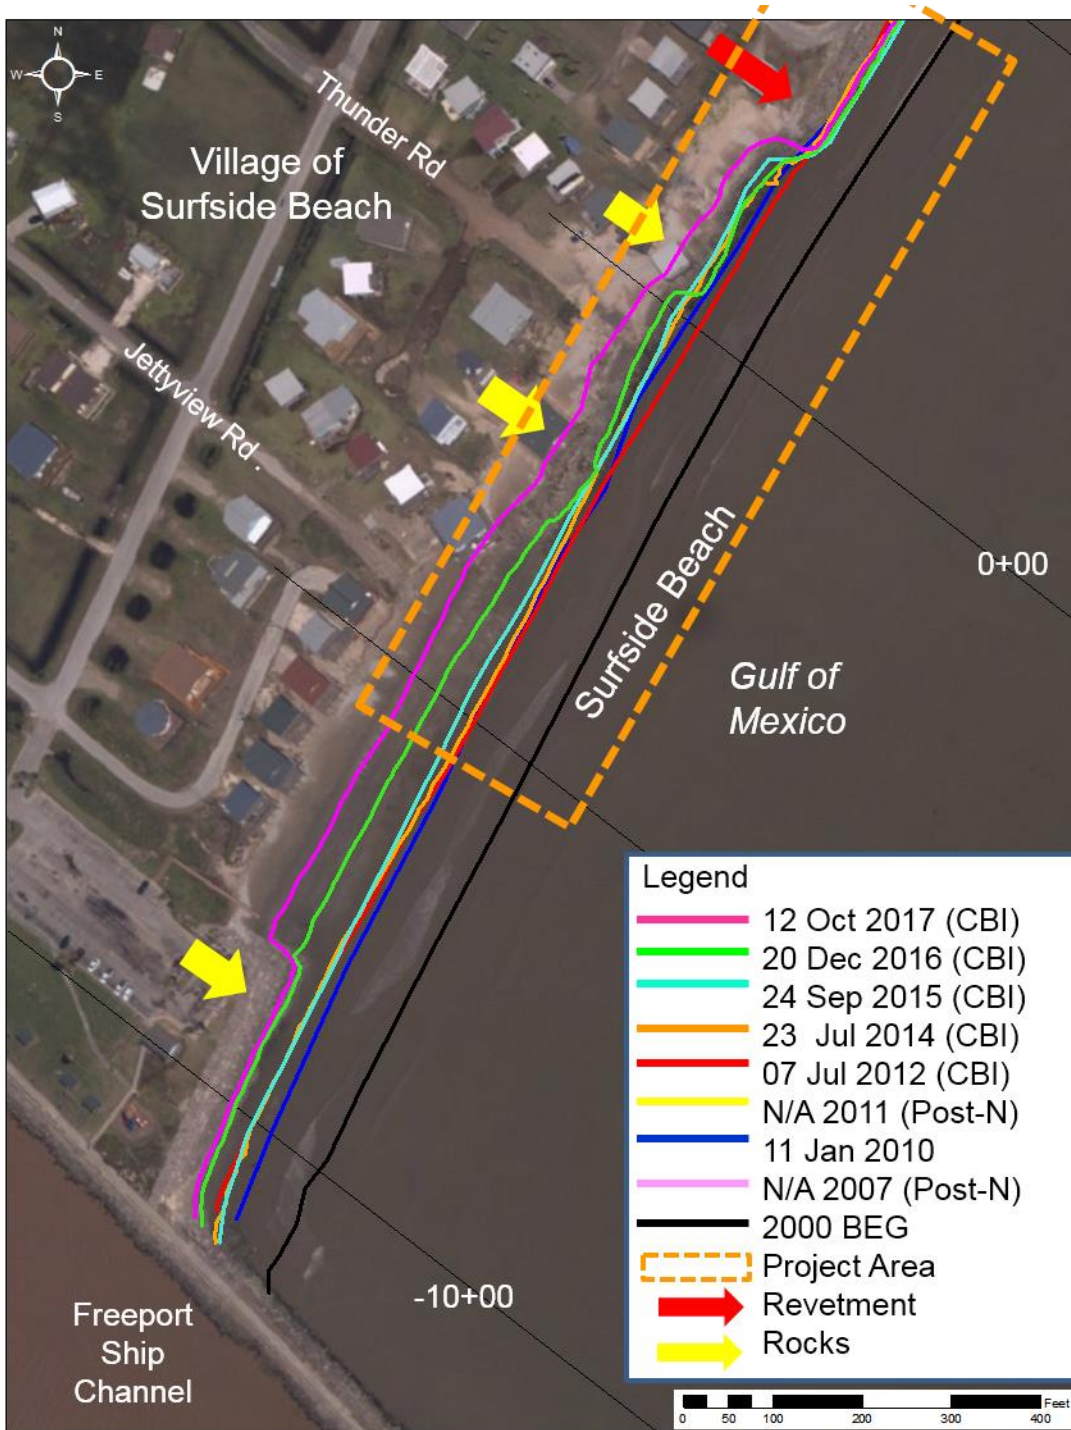 N
W E
S
Thunder Rd
Village of
Surfside Beach
Jettyview Rd.
0+00
Surfside Beach
Gulf of
Mexico
-10+00
Freeport
Ship
Channel
Legend
12 Oct 2017 (CBI)
20 Dec 2016 (CBI)
24 Sep 2015 (CBI)
23 Jul 2014 (CBI)
07 Jul 2012 (CBI)
N/A 2011 (Post-N)
11 Jan 2010
N/A 2007 (Post-N)
2000 BEG
Project Area
Revetment
Rocks
Feet
0 50 100 200 300 400